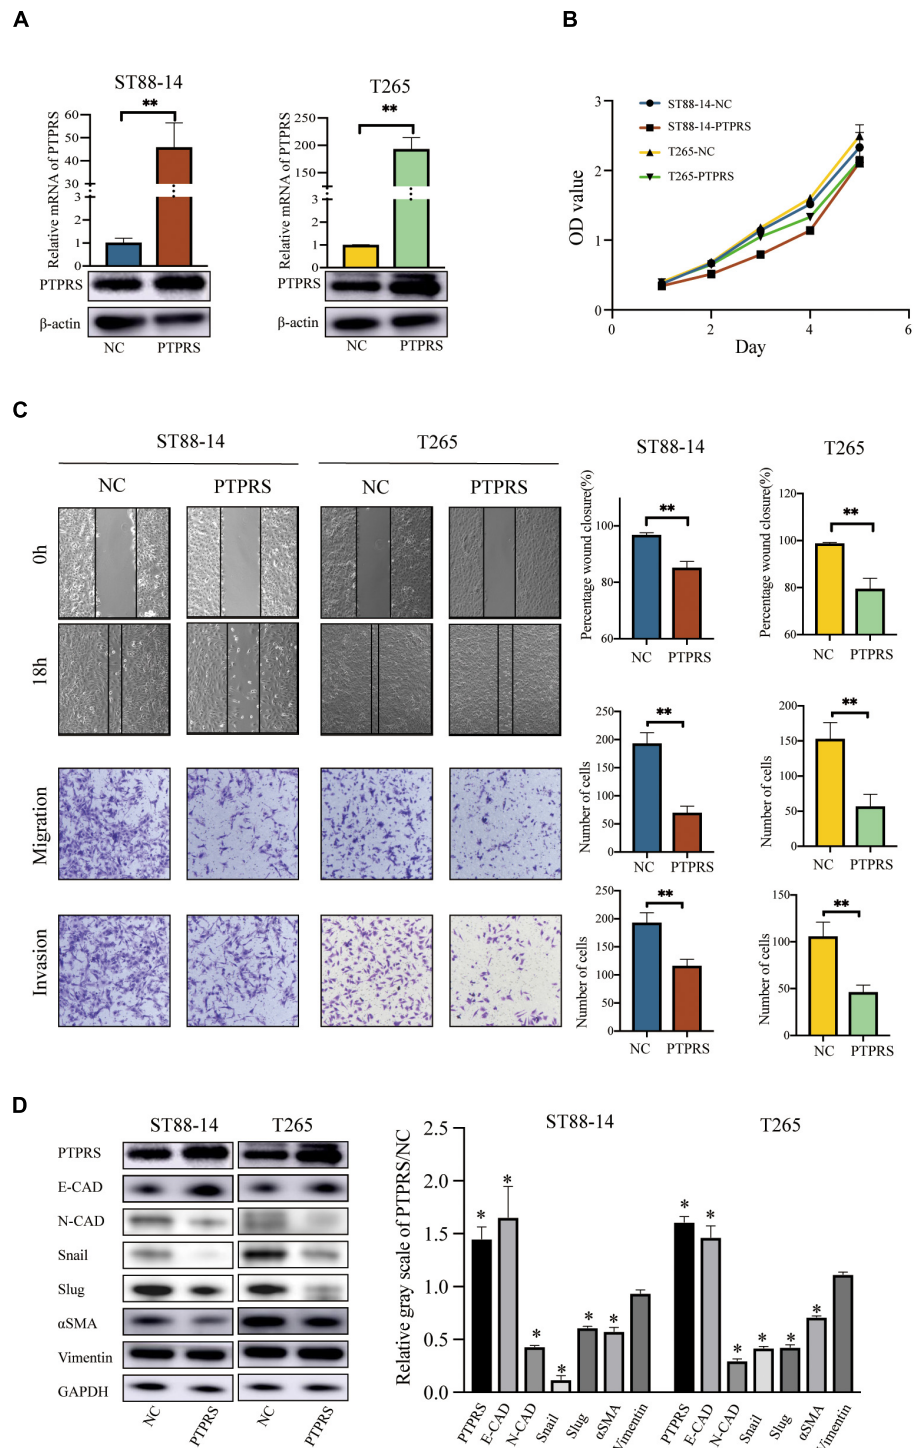 A
B
ST88-14
T265
**
**
Relative mRNA of PTPRS
60
50
40
30
3
2
1
0
Relative mRNA of PTPRS
250
200
150
3
2
1
0
PTPRS
β-actin
NC PTPRS
PTPRS
β-actin
NC PTPRS
OD value
3
2
1
0
0 2 4 6
Day
ST88-14-NC
ST88-14-PTPRS
T265-NC
T265-PTPRS
C
ST88-14 T265
NC PTPRS NC PTPRS
0h
18h
Migration
Invasion
ST88-14
T265
Percentage wound closure(%)
100
80
60
**
NC PTPRS
Percentage wound closure(%)
120
100
80
60
**
NC PTPRS
Number of cells
250
200
150
100
50
0
**
NC PTPRS
Number of cells
200
150
100
50
0
**
NC PTPRS
Number of cells
250
200
150
100
50
0
**
NC PTPRS
Number of cells
150
100
50
0
**
NC PTPRS
D
ST88-14 T265
PTPRS
E-CAD
N-CAD
Snail
Slug
αSMA
Vimentin
GAPDH
NC PTPRS NC PTPRS
ST88-14 T265
Relative gray scale of PTPRS/NC
2.5
2.0
1.5
1.0
0.5
0.0
* * * * * * * * * * * *
PTPRS E-CAD N-CAD Snail Slug αSMA Vimentin PTPRS E-CAD N-CAD Snail Slug αSMA Vimentin